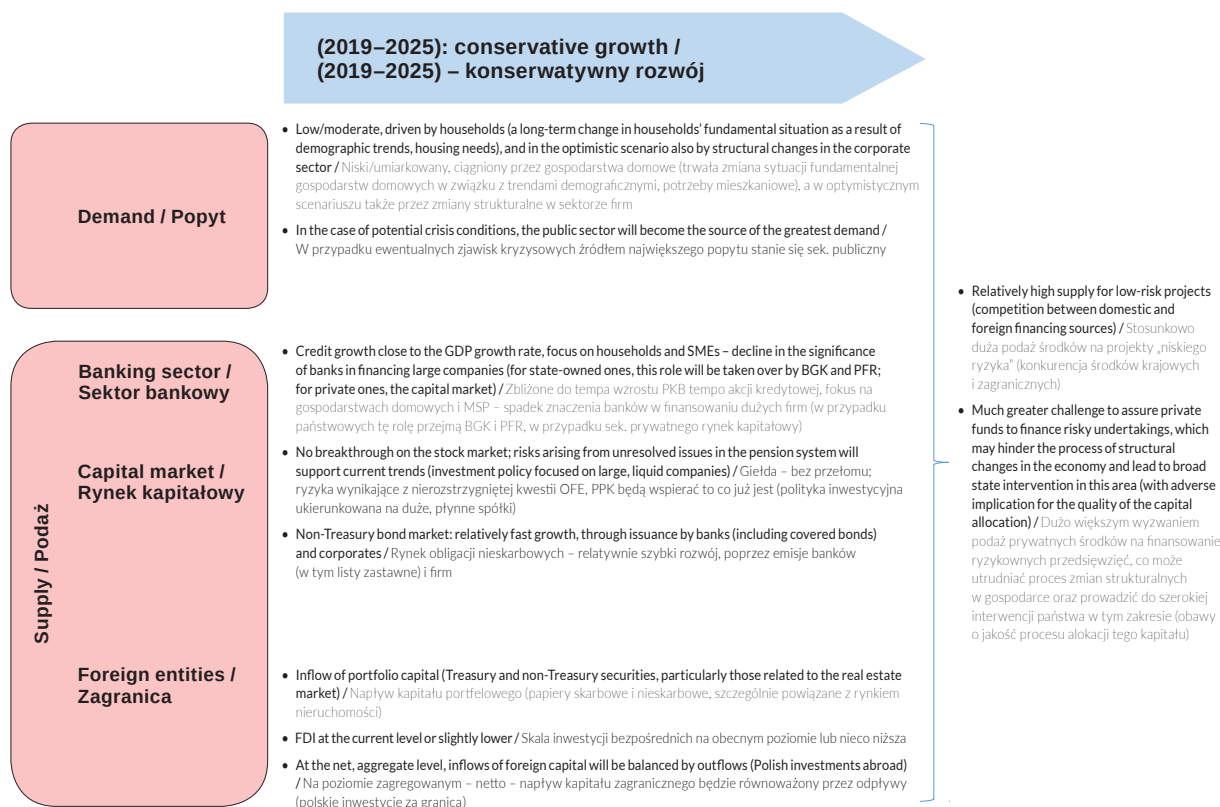 (2019–2025): conservative growth /
(2019–2025) – konserwatywny rozwój
Demand / Popyt
• Low/moderate, driven by households (a long-term change in households' fundamental situation as a result of
demographic trends, housing needs), and in the optimistic scenario also by structural changes in the corporate
sector / Niski/umiarkowany, ciągniony przez gospodarstwa domowe (trwała zmiana sytuacji fundamentalnej
gospodarstw domowych w związku z trendami demograficznymi, potrzeby mieszkaniowe), a w optymistycznym
scenariuszu także przez zmiany strukturalne w sektorze firm
• In the case of potential crisis conditions, the public sector will become the source of the greatest demand /
W przypadku ewentualnych zjawisk kryzysowych źródłem największego popytu stanie się sek. publiczny
Supply / Podaż
Banking sector /
Sektor bankowy
• Credit growth close to the GDP growth rate, focus on households and SMEs – decline in the significance
of banks in financing large companies (for state-owned ones, this role will be taken over by BGK and PFR;
for private ones, the capital market) / Zbliżone do tempa wzrostu PKB tempo akcji kredytowej, fokus na
gospodarstwach domowych i MSP – spadek znaczenia banków w finansowaniu dużych firm (w przypadku
państwowych tę rolę przejmą BGK i PFR, w przypadku sek. prywatnego rynek kapitałowy)
Capital market /
Rynek kapitałowy
• No breakthrough on the stock market; risks arising from unresolved issues in the pension system will
support current trends (investment policy focused on large, liquid companies) / Giełda – bez przełomu;
ryzyka wynikające z nierozstrzygniętej kwestii OFE, PPK będą wspierać to co już jest (polityka inwestycyjna
ukierunkowana na duże, płynne spółki)
• Non-Treasury bond market: relatively fast growth, through issuance by banks (including covered bonds)
and corporates / Rynek obligacji nieskarbowych – relatywnie szybki rozwój, poprzez emisje banków
(w tym listy zastawne) i firm
Foreign entities /
Zagranica
• Inflow of portfolio capital (Treasury and non-Treasury securities, particularly those related to the real estate
market) / Napływ kapitału portfelowego (papiery skarbowe i nieskarbowe, szczególnie powiązane z rynkiem
nieruchomości)
• FDI at the current level or slightly lower / Skala inwestycji bezpośrednich na obecnym poziomie lub nieco niższa
• At the net, aggregate level, inflows of foreign capital will be balanced by outflows (Polish investments abroad)
/ Na poziomie zagregowanym – netto – napływ kapitału zagranicznego będzie równoważony przez odpływy
(polskie inwestycje za granicą)
• Relatively high supply for low-risk projects
(competition between domestic and
foreign financing sources) / Stosunkowo
duża podaż środków na projekty „niskiego
ryzyka” (konkurencja środków krajowych
i zagranicznych)
• Much greater challenge to assure private
funds to finance risky undertakings, which
may hinder the process of structural
changes in the economy and lead to broad
state intervention in this area (with adverse
implication for the quality of the capital
allocation) / Dużo większym wyzwaniem
podaż prywatnych środków na finansowanie
ryzykownych przedsięwzięć, co może
utrudniać proces zmian strukturalnych
w gospodarce oraz prowadzić do szerokiej
interwencji państwa w tym zakresie (obawy
o jakość procesu alokacji tego kapitału)